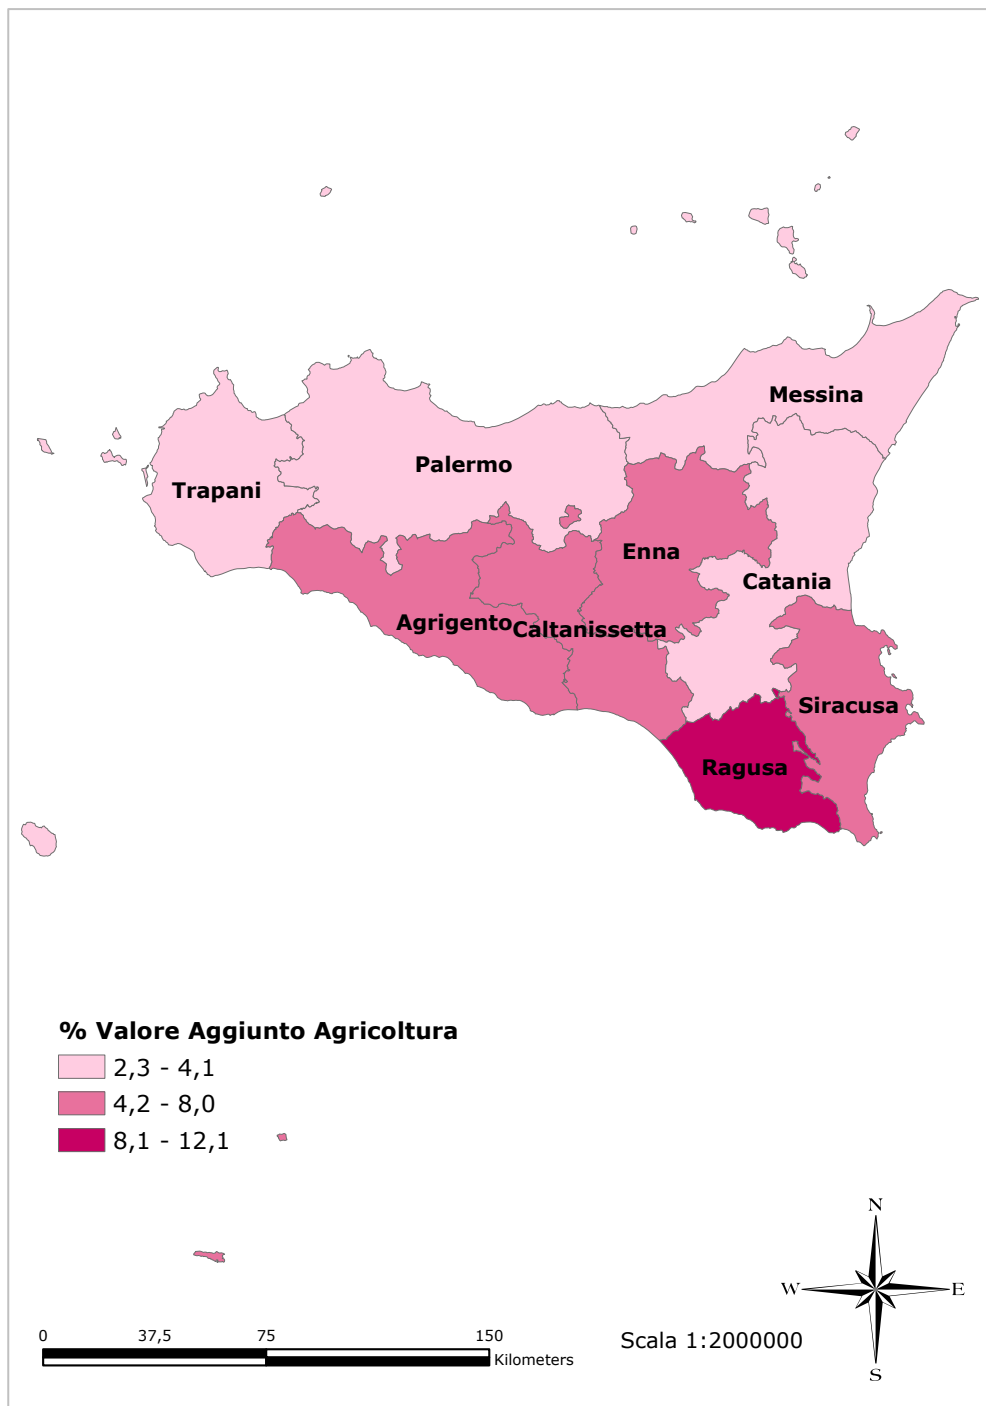 Messina
Palermo
Trapani
Enna
Catania
Agrigento
Caltanissetta
Siracusa
Ragusa
% Valore Aggiunto Agricoltura
2,3 - 4,1
4,2 - 8,0
8,1 - 12,1
N
W
E
S
0 37,5 75 150
Kilometers
Scala 1:2000000